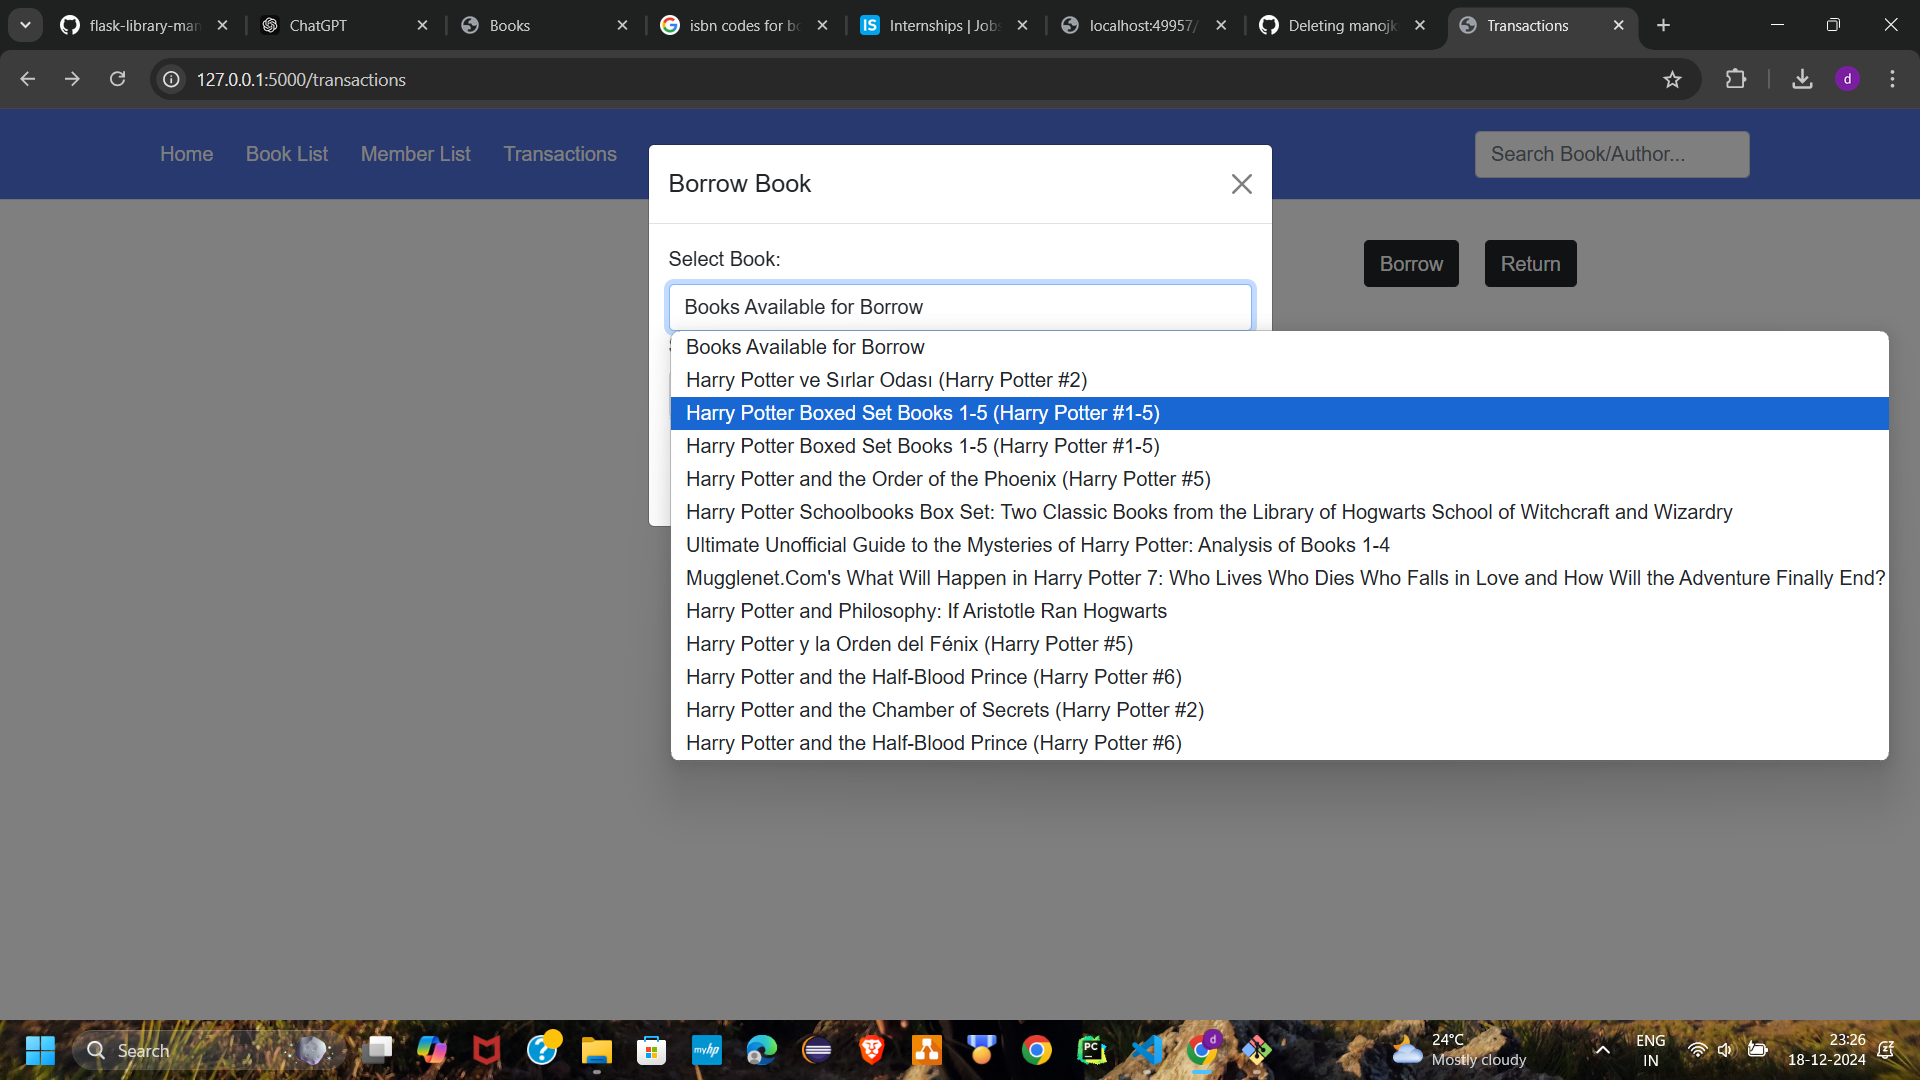 flask-library-man
ChatGPT
Books
isbn codes for bo
Internships | Jobs
localhost:49957/
Deleting manojk
Transactions
127.0.0.1:5000/transactions
d
Home
Book List
Member List
Transactions
Search Book/Author...
Borrow Book
Borrow
Return
Select Book:
Books Available for Borrow
Books Available for Borrow
Harry Potter ve Sırlar Odası (Harry Potter #2)
Harry Potter Boxed Set Books 1-5 (Harry Potter #1-5)
Harry Potter Boxed Set Books 1-5 (Harry Potter #1-5)
Harry Potter and the Order of the Phoenix (Harry Potter #5)
Harry Potter Schoolbooks Box Set: Two Classic Books from the Library of Hogwarts School of Witchcraft and Wizardry
Ultimate Unofficial Guide to the Mysteries of Harry Potter: Analysis of Books 1-4
Mugglenet.Com's What Will Happen in Harry Potter 7: Who Lives Who Dies Who Falls in Love and How Will the Adventure Finally End?
Harry Potter and Philosophy: If Aristotle Ran Hogwarts
Harry Potter y la Orden del Fénix (Harry Potter #5)
Harry Potter and the Half-Blood Prince (Harry Potter #6)
Harry Potter and the Chamber of Secrets (Harry Potter #2)
Harry Potter and the Half-Blood Prince (Harry Potter #6)
Search
myhp
PC
d
24°C
Mostly cloudy
ENG
IN
23:26
18-12-2024